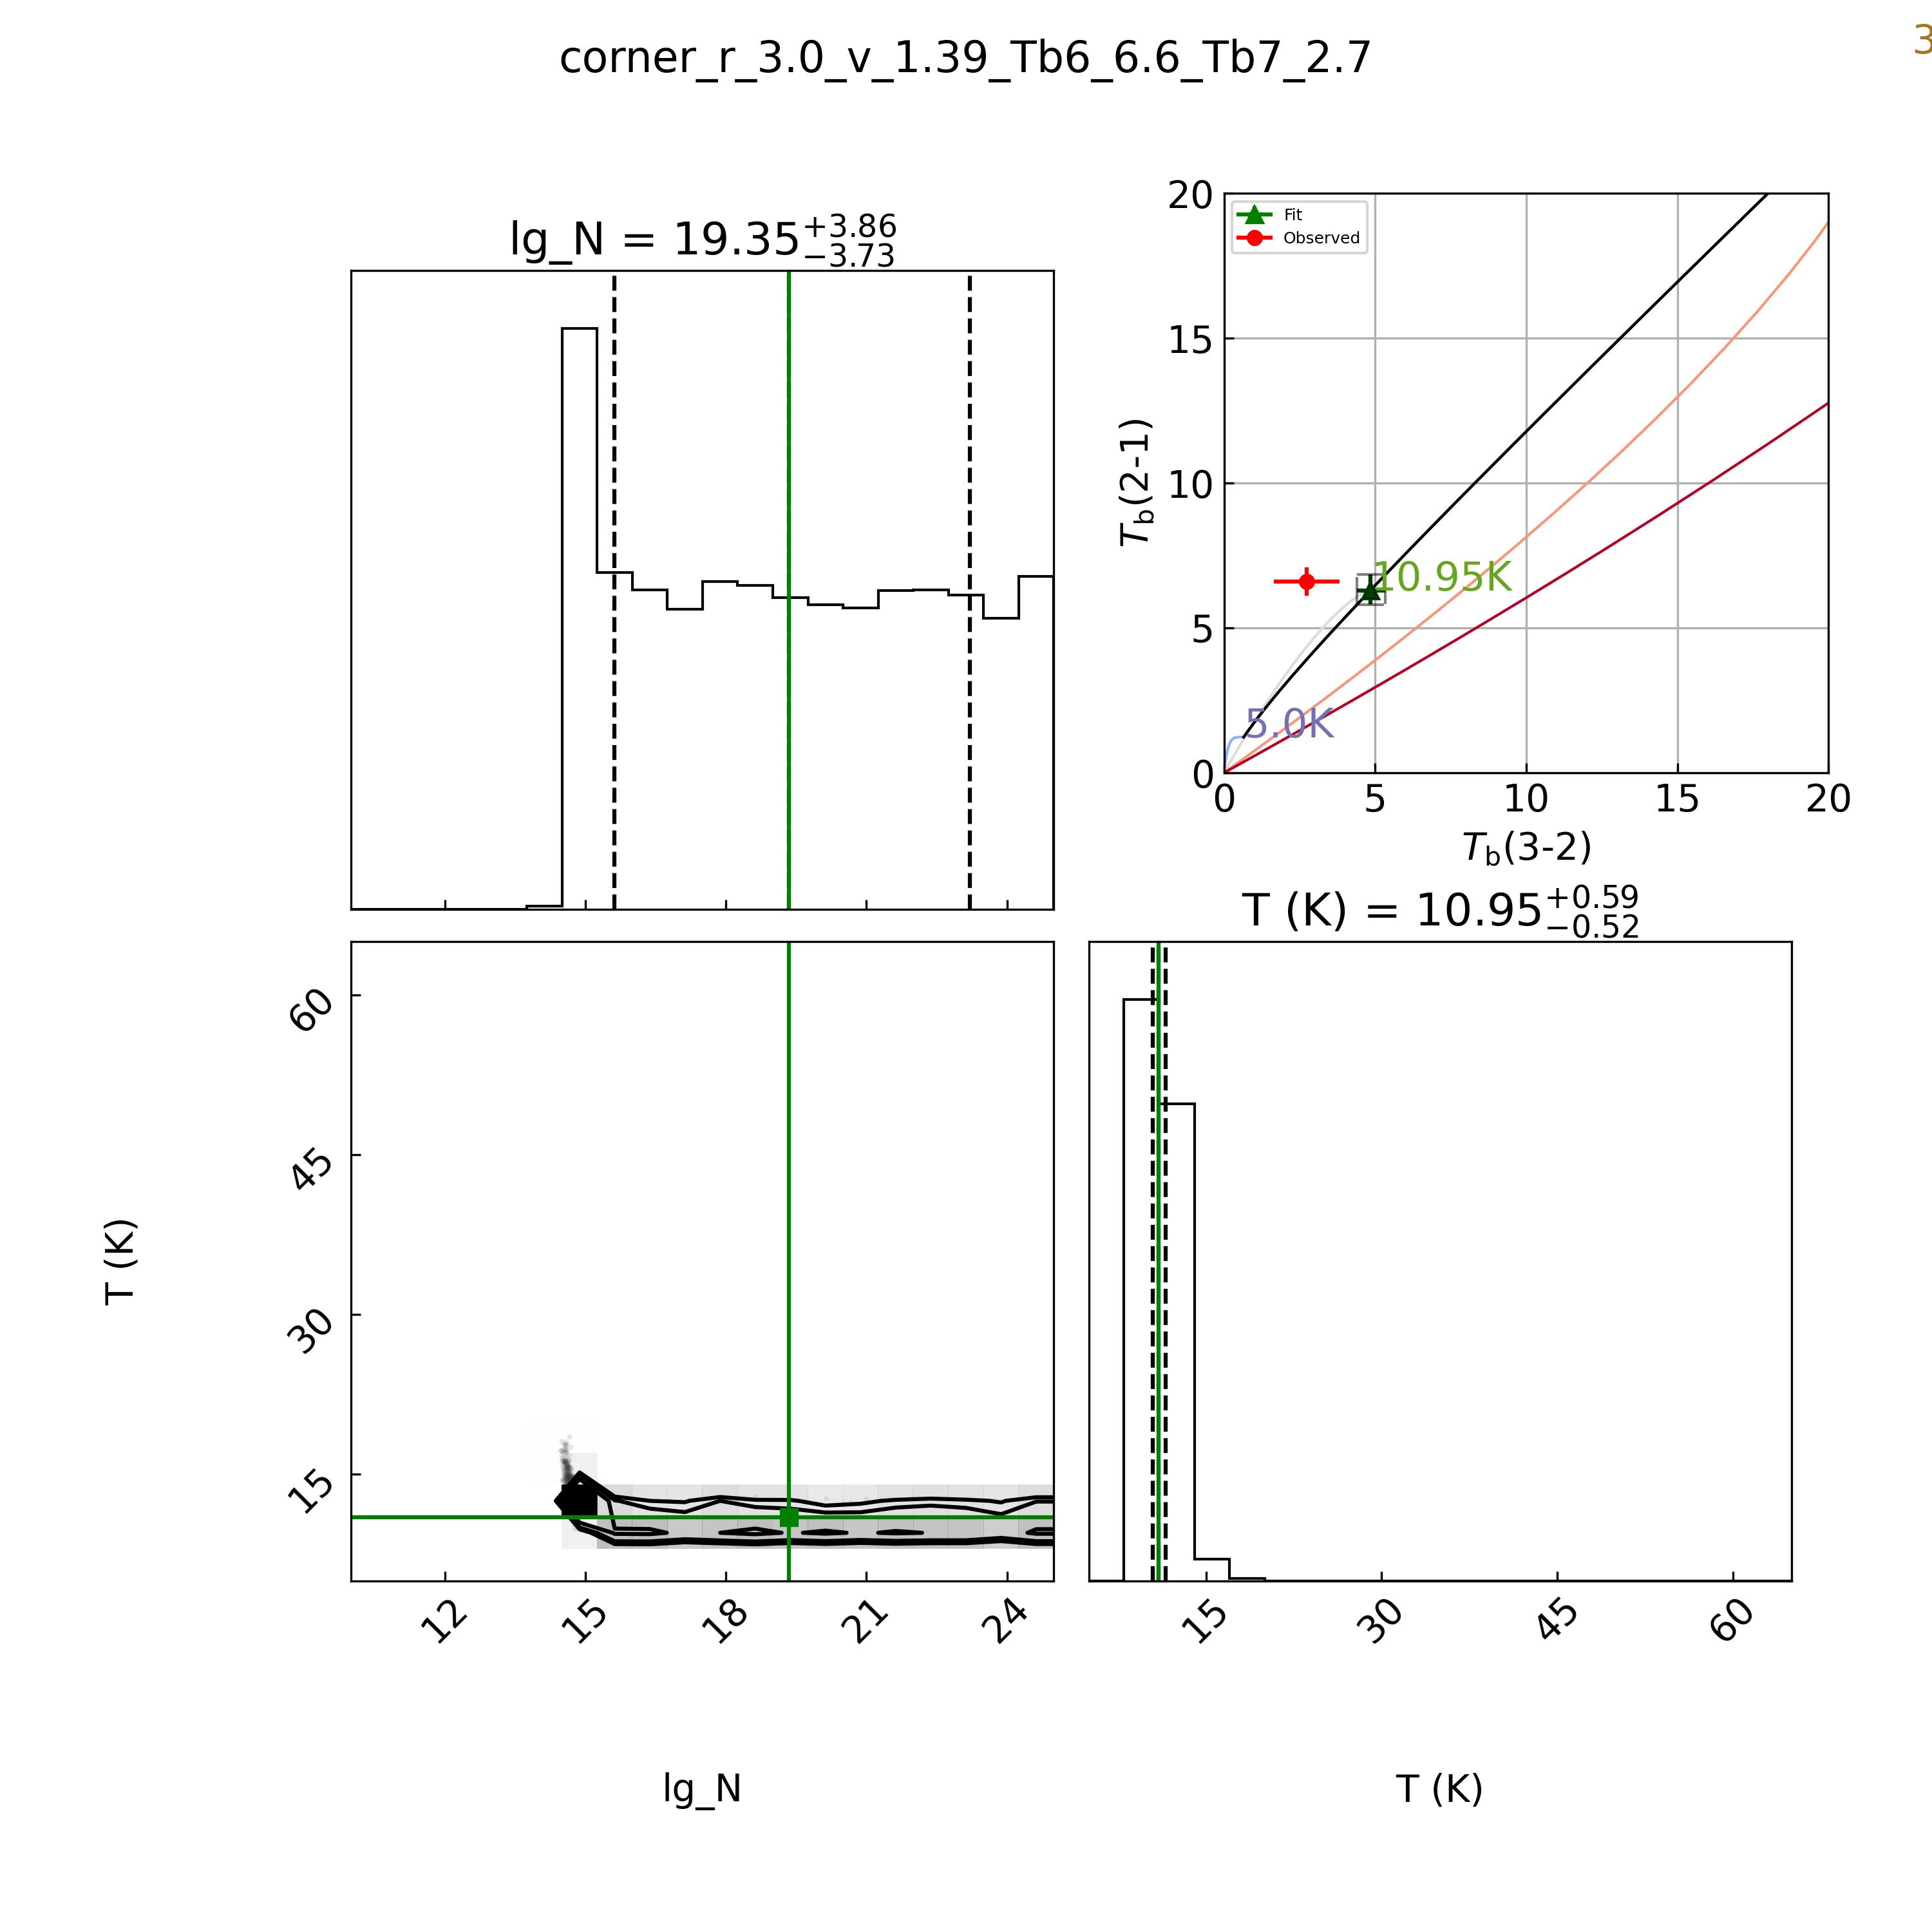 corner_r_3.0_v_1.39_Tb6_6.6_Tb7_2.7
3
lg_N = 19.35+3.86−3.73
20
15
10
5
0
Tb(2-1)
Fit
Observed
10.95K
5.0K
0 5 10 15 20
Tb(3-2)
T (K) = 10.95+0.59−0.52
60
45
30
15
T (K)
12 15 18 21 24
15 30 45 60
lg_N
T (K)